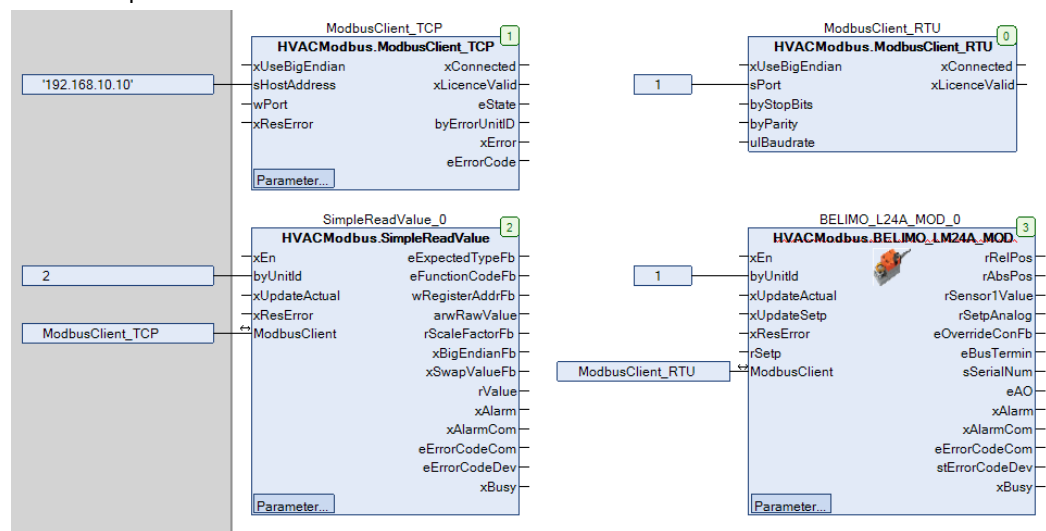 ModbusClient_TCP
1
HVACModbus.ModbusClient_TCP
xUseBigEndian xConnected
'192.168.10.10' sHostAddress xLicenceValid
wPort eState
xResError byErrorUnitID
xError
eErrorCode
Parameter...
ModbusClient_RTU
0
HVACModbus.ModbusClient_RTU
xUseBigEndian xConnected
1 sPort xLicenceValid
byStopBits
byParity
ulBaudrate
SimpleReadValue_0
2
HVACModbus.SimpleReadValue
xEn eExpectedTypeFb
2 byUnitId eFunctionCodeFb
xUpdateActual wRegisterAddrFb
xResError arwRawValue
ModbusClient_TCP ModbusClient rScaleFactorFb
xBigEndianFb
xSwapValueFb
rValue
xAlarm
xAlarmCom
eErrorCodeCom
eErrorCodeDev
xBusy
Parameter...
BELIMO_L24A_MOD_0
3
HVACModbus.BELIMO_LM24A_MOD
xEn rRelPos
1 byUnitId rAbsPos
xUpdateActual rSensor1Value
xUpdateSetp rSetpAnalog
xResError eOverrideConFb
rSetp eBusTermin
ModbusClient_RTU ModbusClient sSerialNum
eAO
xAlarm
xAlarmCom
eErrorCodeCom
stErrorCodeDev
xBusy
Parameter...